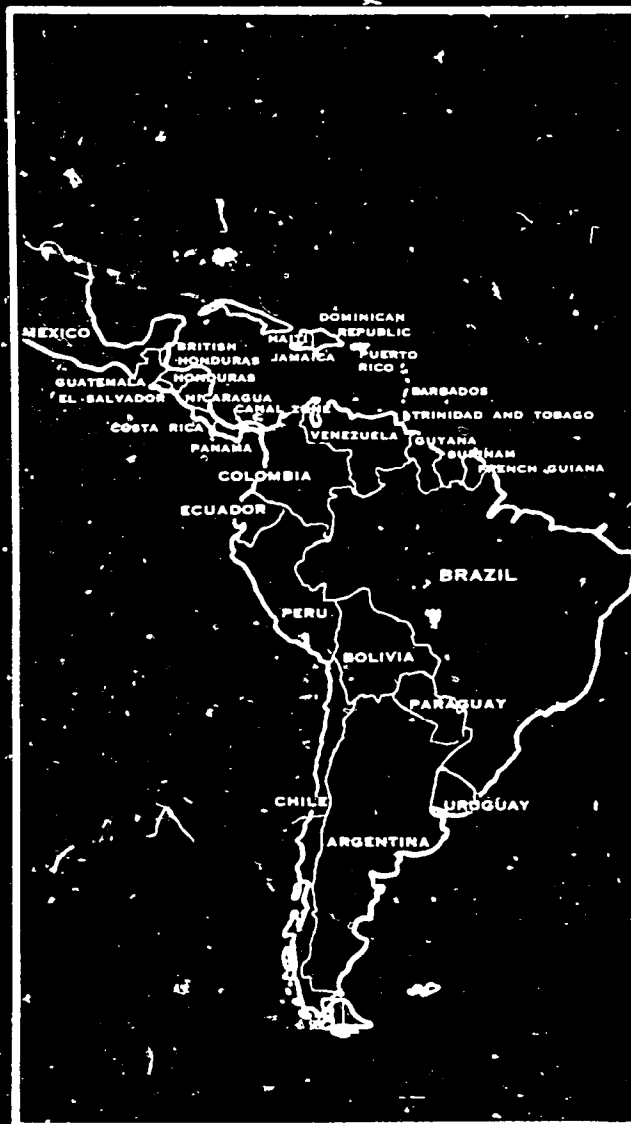 DOMINICAN
REPUBLIC
MEXICO
HAITI
BRITISH
HONDURAS
JAMAICA
PUERTO
RICO
GUATEMALA
HONDURAS
EL SALVADOR
NICARAGUA
BARBADOS
CANAL ZONE
TRINIDAD AND TOBAGO
COSTA RICA
VENEZUELA
GUYANA
PANAMA
SURINAM
FRENCH GUIANA
COLOMBIA
ECUADOR
BRAZIL
PERU
BOLIVIA
PARAGUAY
CHILE
URUGUAY
ARGENTINA